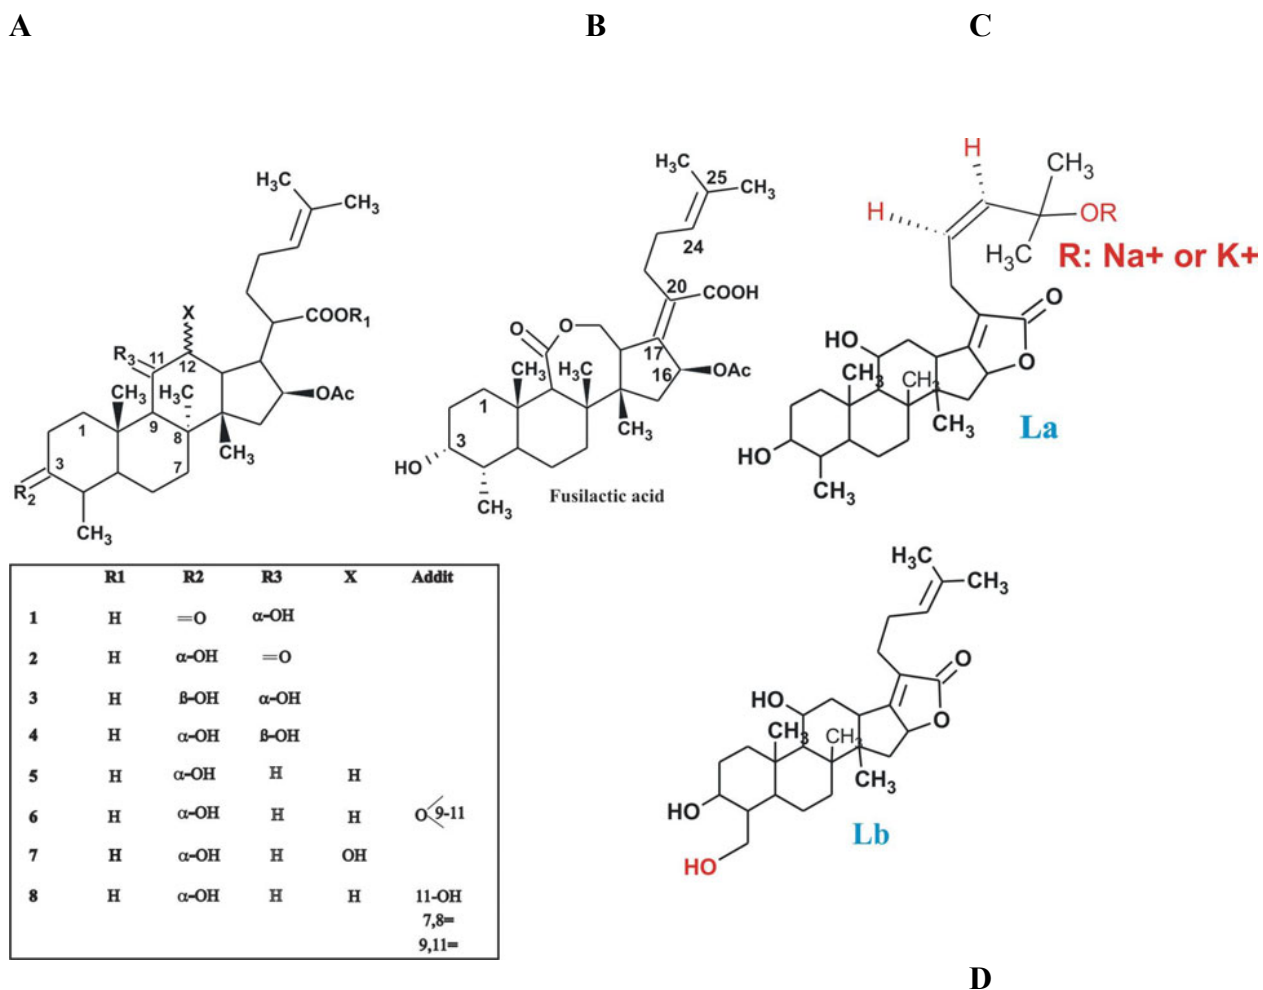 A
B
C
H₃C
CH₃
X
COOR₁
R₃
11
12
CH₃
H₃C
OAc
1
9
8
CH₃
3
7
R₂
CH₃
H₃C
25
CH₃
24
20
COOH
O
O
17
CH₃
H₃C
16
OAc
1
CH₃
3
HO
CH₃
Fusilactic acid
H
CH₃
H
OR
H₃C
R: Na+ or K+
O
HO
O
CH₃
CH₃
CH₃
La
HO
CH₃
H₃C
CH₃
O
HO
O
CH₃
CH₃
CH₃
HO
Lb
HO
R1 R2 R3 X Addit
1 H =O α-OH
2 H α-OH =O
3 H ß-OH α-OH
4 H α-OH ß-OH
5 H α-OH H H
6 H α-OH H H O 9-11
7 H α-OH H OH
8 H α-OH H H 11-OH
7,8=
9,11=
D